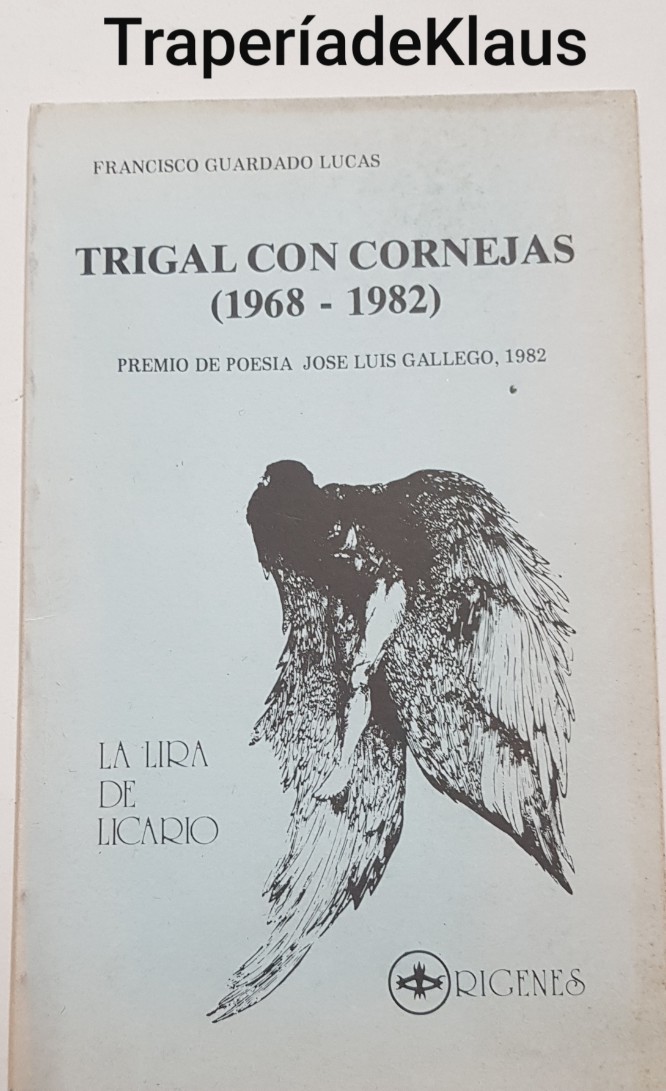 TraperíadeKlaus
FRANCISCO GUARDADO LUCAS
TRIGAL CON CORNEJAS
(1968 - 1982)
PREMIO DE POESIA JOSE LUIS GALLEGO, 1982
LA LIRA
DE
LICARIO
ORIGENES